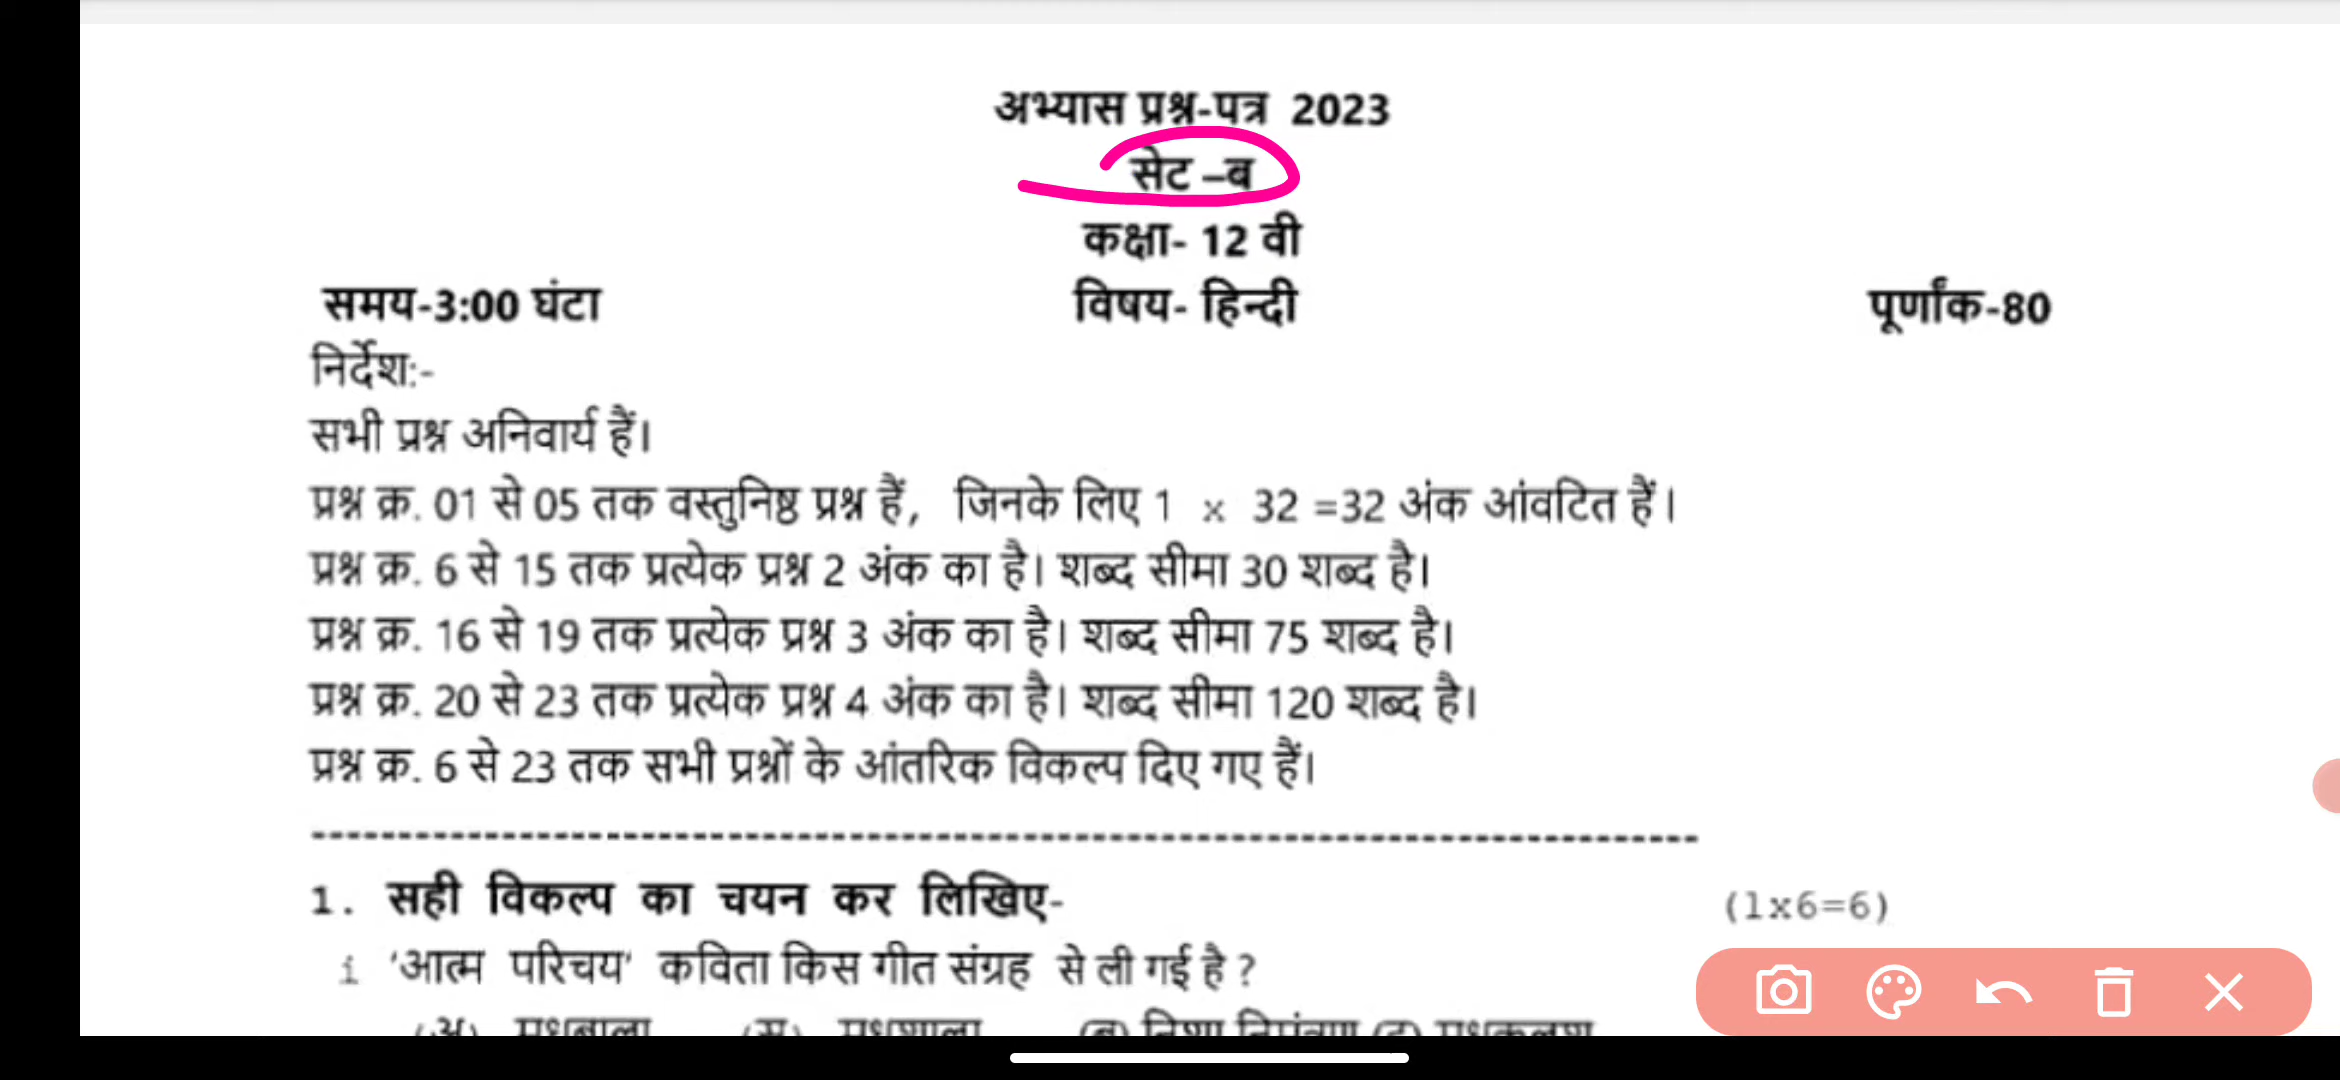 अभ्यास प्रश्न-पत्र 2023
सेट –ब
कक्षा- 12 वी
समय-3:00 घंटा विषय- हिन्दी पूर्णांक-80
निर्देश:-
सभी प्रश्न अनिवार्य हैं।
प्रश्न क्र. 01 से 05 तक वस्तुनिष्ठ प्रश्न हैं, जिनके लिए 1 x 32 =32 अंक आंवटित हैं।
प्रश्न क्र. 6 से 15 तक प्रत्येक प्रश्न 2 अंक का है। शब्द सीमा 30 शब्द है।
प्रश्न क्र. 16 से 19 तक प्रत्येक प्रश्न 3 अंक का है। शब्द सीमा 75 शब्द है।
प्रश्न क्र. 20 से 23 तक प्रत्येक प्रश्न 4 अंक का है। शब्द सीमा 120 शब्द है।
प्रश्न क्र. 6 से 23 तक सभी प्रश्नों के आंतरिक विकल्प दिए गए हैं।
1. सही विकल्प का चयन कर लिखिए- (1x6=6)
i 'आत्म परिचय' कविता किस गीत संग्रह से ली गई है ?